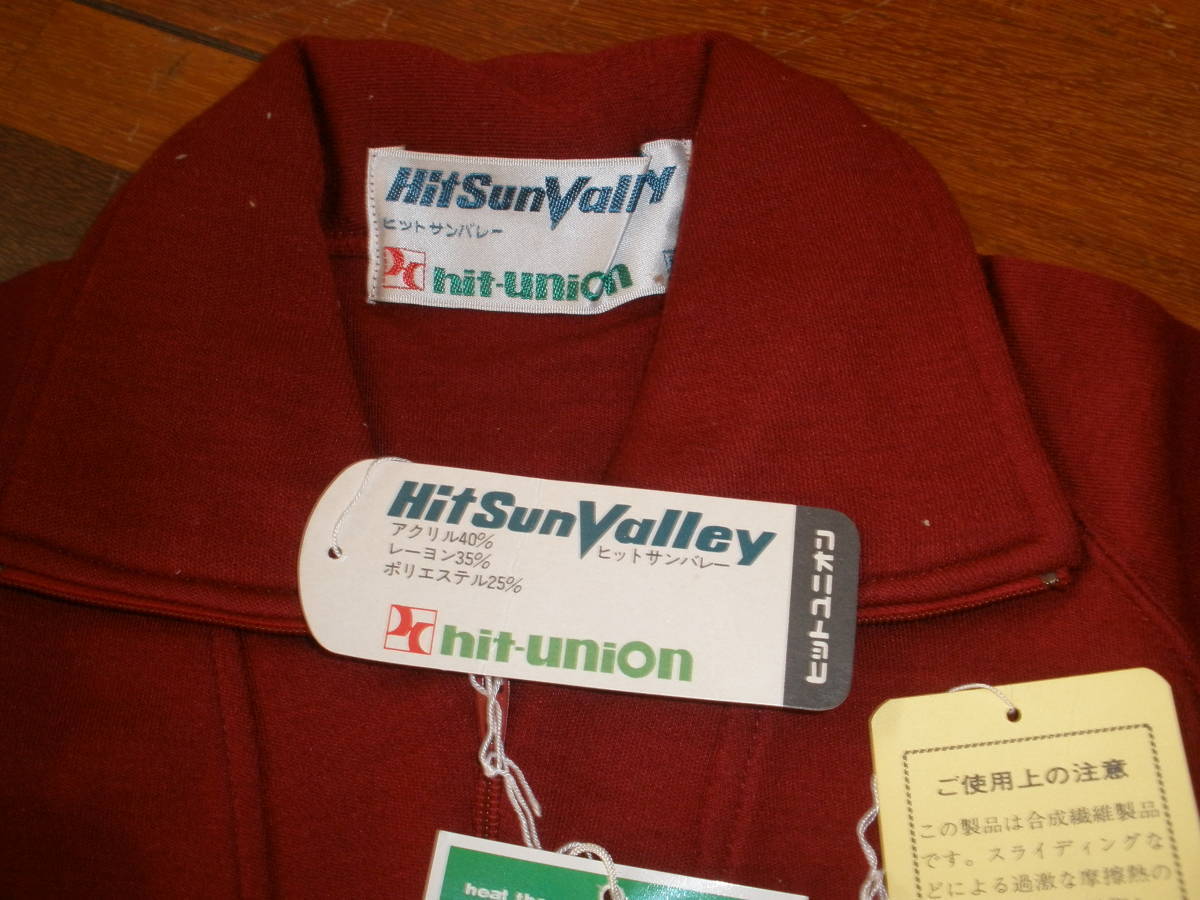 HitSunVall
M
ヒットサンバレー
hit-union
HitSunValley
アクリル40%
レーヨン35%
ポリエステル25%
ヒットサンバレー
hit-union
ヒットユニオン
ご使用上の注意
この製品は合成繊維製品
です。スライディングな
どによる過激な摩擦熱の
heat